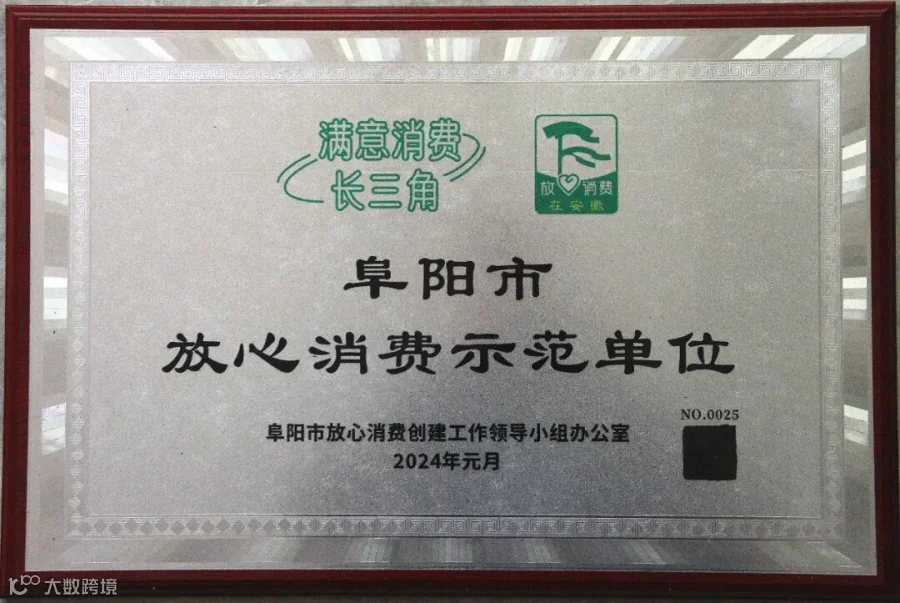 满意消费
长三角
放 消费
在安徽
阜阳市
放心消费示范单位
NO.0025
阜阳市放心消费创建工作领导小组办公室
2024年元月
大数跨境